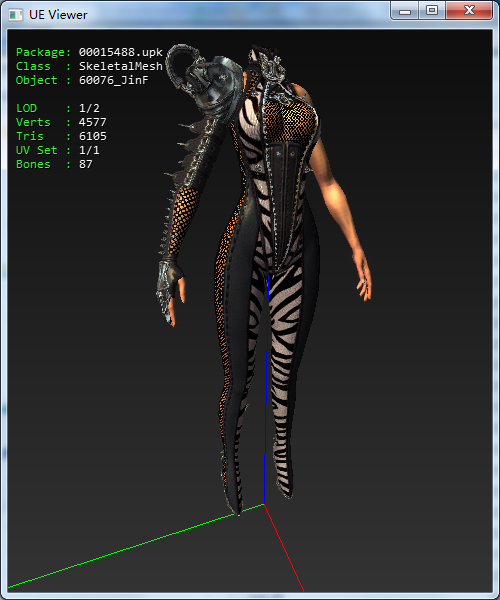 UE Viewer
Package: 00015488.upk
Class : SkeletalMesh
Object : 60076_JinF
LOD : 1/2
Verts : 4577
Tris : 6105
UV Set : 1/1
Bones : 87